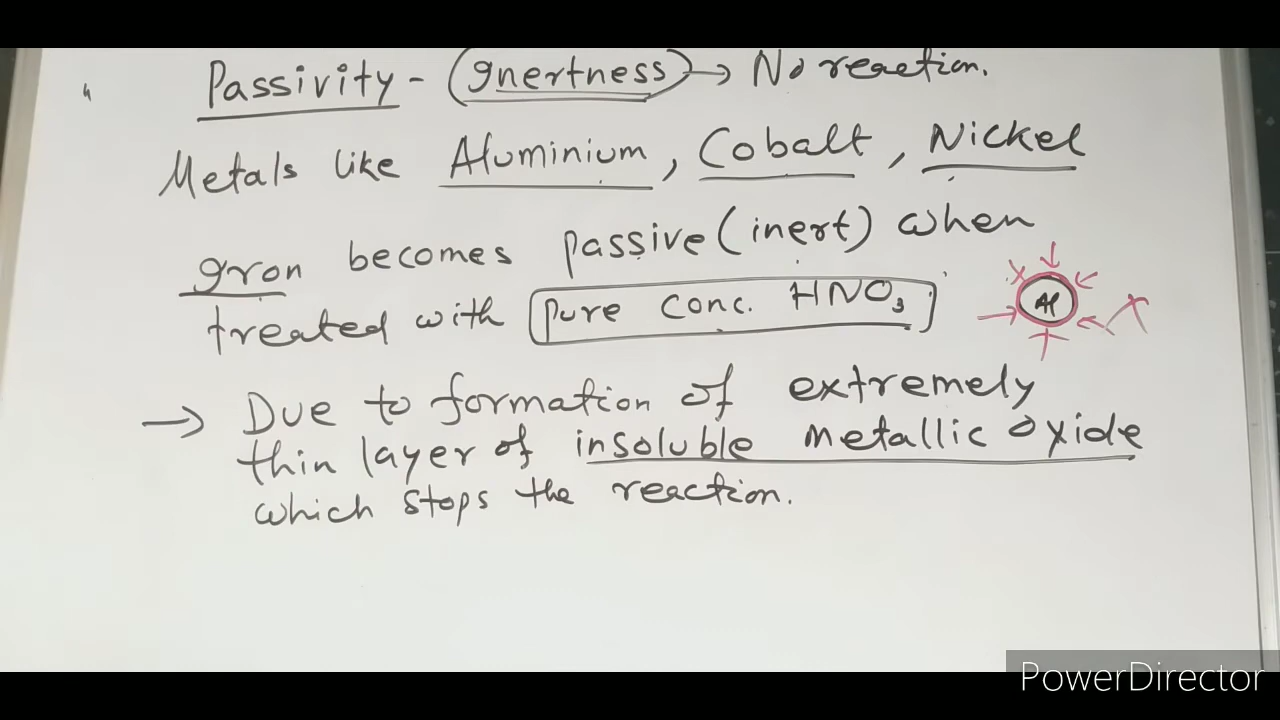 Passivity - (Inertness) → No reaction.
Metals like Aluminium, Cobalt, Nickel
Iron becomes passive (inert) when
treated with pure conc. HNO₃
Al
→ Due to formation of extremely
thin layer of insoluble metallic oxide
which stops the reaction.
PowerDirector